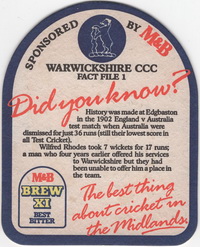 SPONSORED BY M&B
WARWICKSHIRE CCC
FACT FILE 1
Did you know?
History was made at Edgbaston
in the 1902 England v Australia
test match when Australia were
dismissed for just 36 runs (still their lowest score in
all Test Cricket).
Wilfred Rhodes took 7 wickets for 17 runs;
a man who four years earlier offered his services
to Warwickshire but they had
been unable to offer him a place in
the team.
M&B
BREW
XI
BEST
BITTER
The best thing
about cricket in
the Midlands.